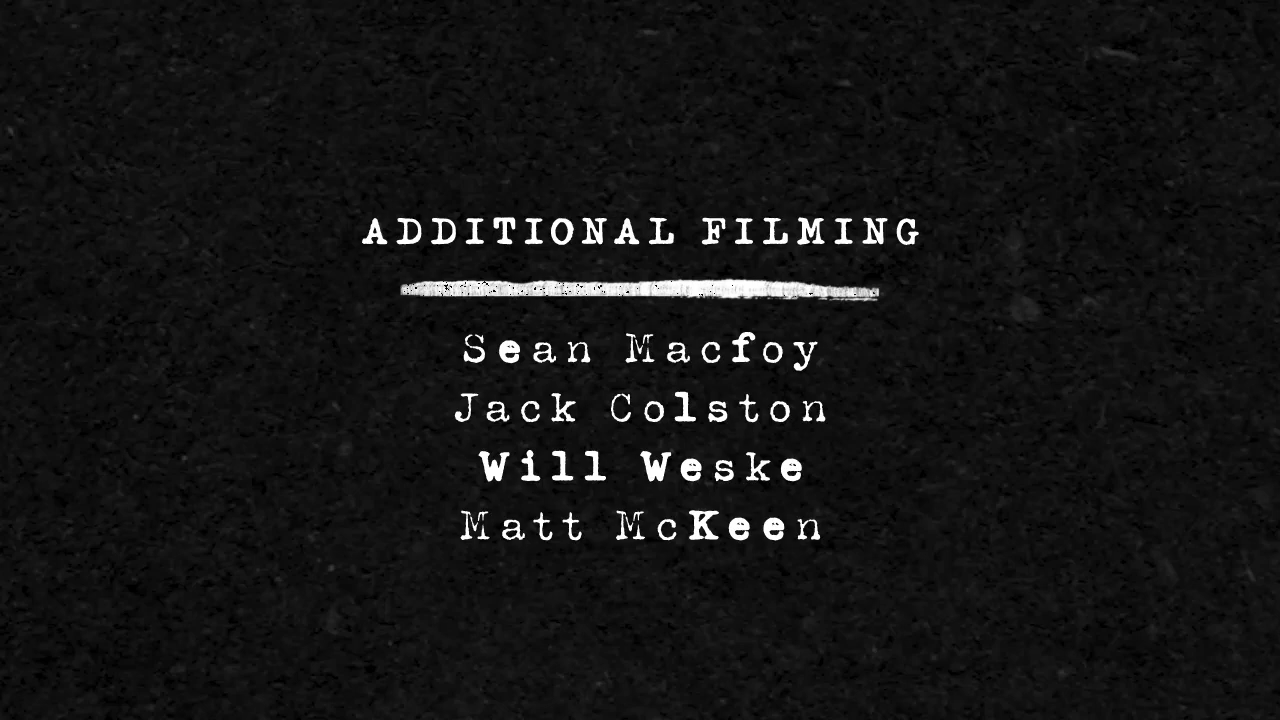 ADDITIONAL FILMING
Sean Macfoy
Jack Colston
Will Weske
Matt McKeen